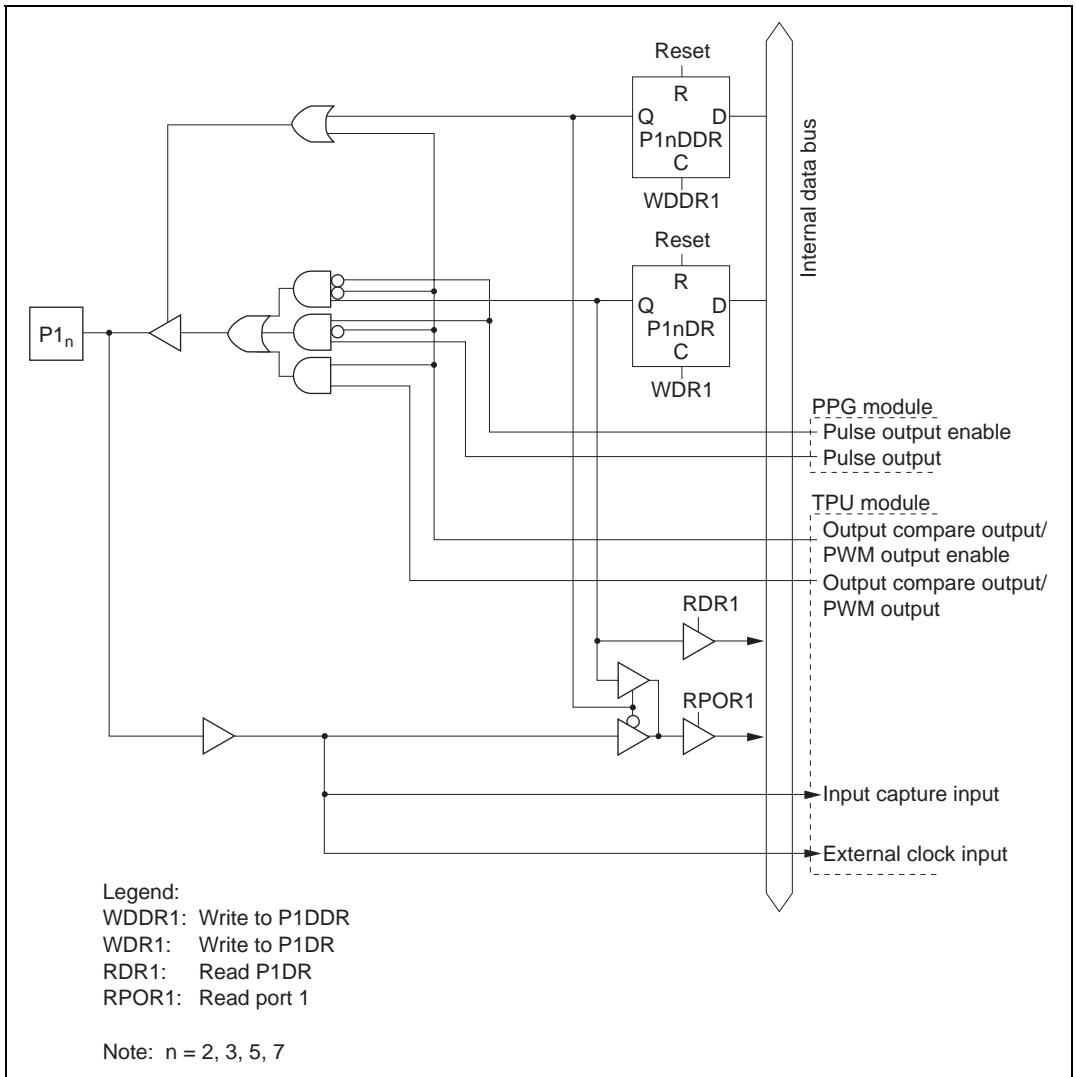 Reset
R
Q D
P1nDDR
C
WDDR1
Internal data bus
Reset
R
Q D
P1nDR
C
WDR1
P1n
PPG module
Pulse output enable
Pulse output
TPU module
Output compare output/
PWM output enable
Output compare output/
PWM output
RDR1
RPOR1
Input capture input
External clock input
Legend:
WDDR1: Write to P1DDR
WDR1: Write to P1DR
RDR1: Read P1DR
RPOR1: Read port 1
Note: n = 2, 3, 5, 7